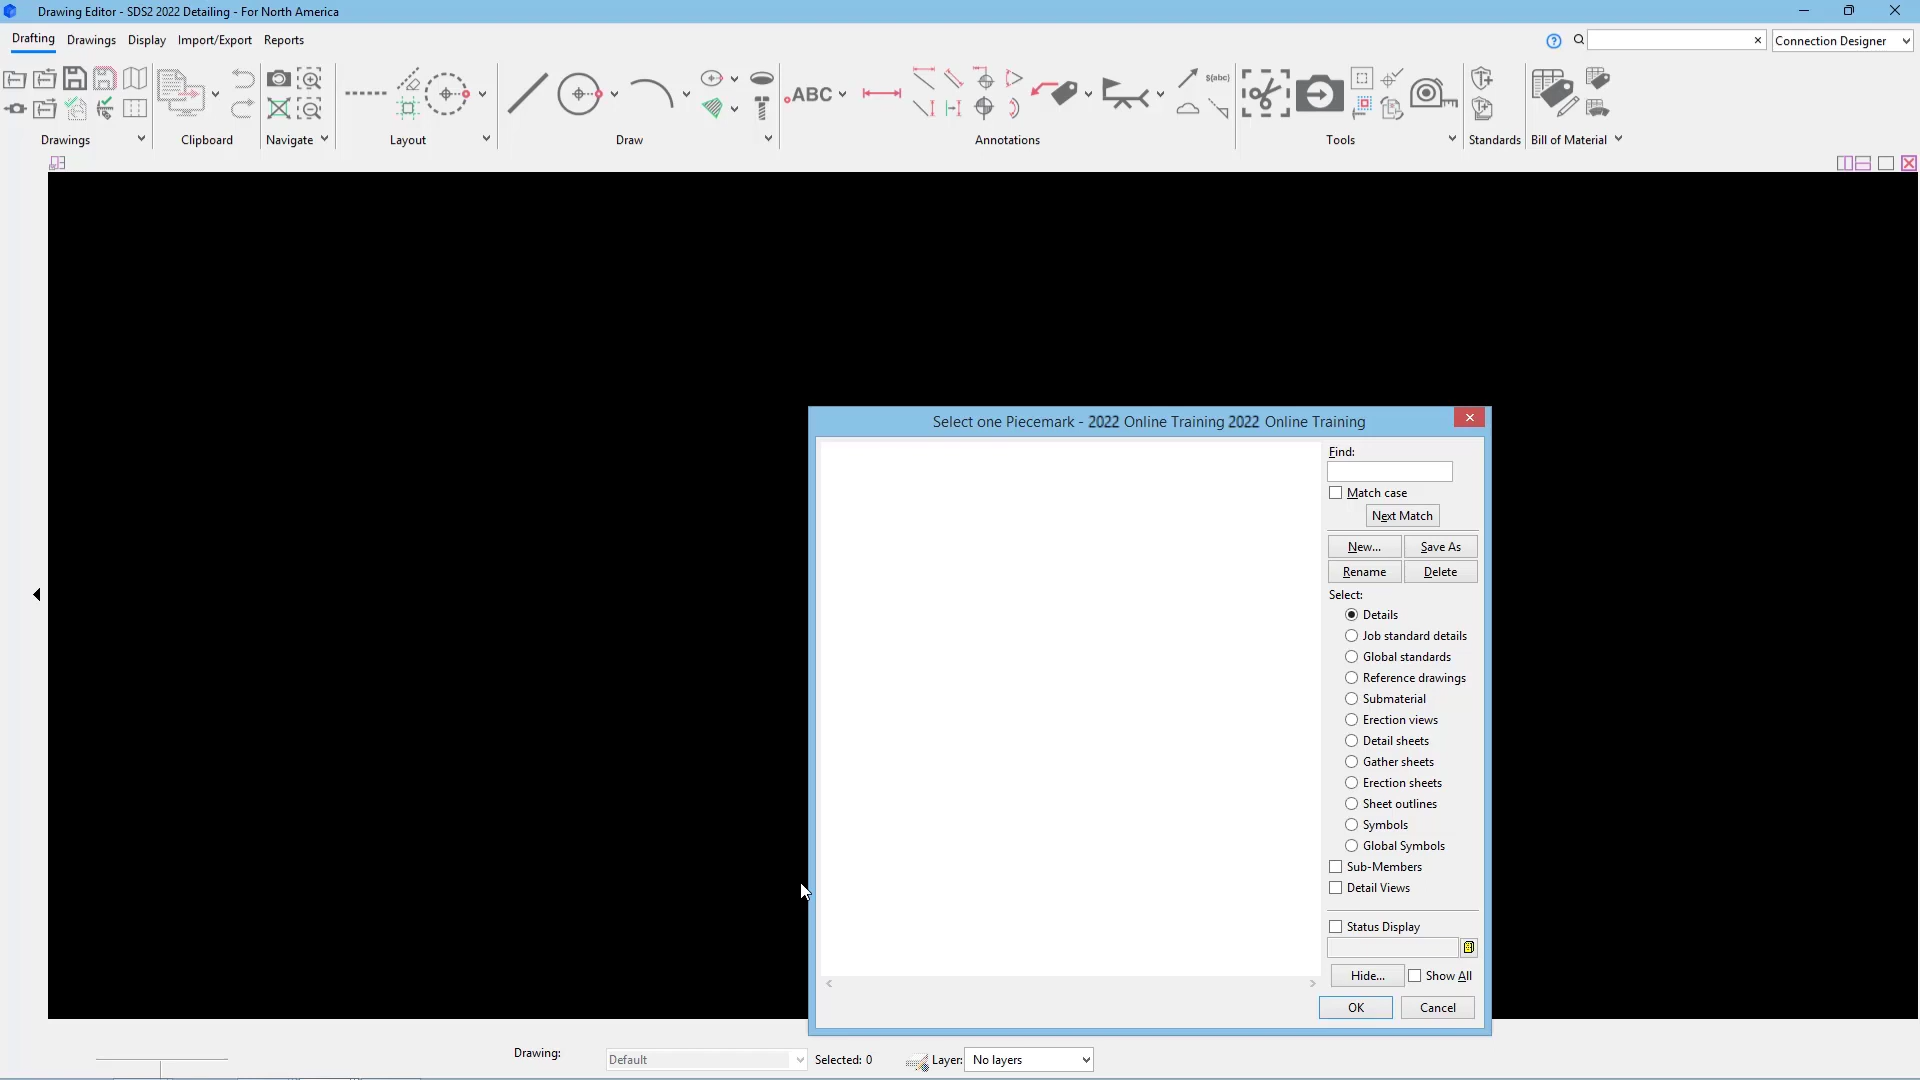 Drawing Editor - SDS2 2022 Detailing - For North America
Drafting Drawings Display Import/Export Reports
Connection Designer
ABC
${abc}
Drawings Clipboard Navigate Layout Draw Annotations Tools Standards Bill of Material
Select one Piecemark - 2022 Online Training 2022 Online Training
Find:
Match case
Next Match
New... Save As
Rename Delete
Select:
Details
Job standard details
Global standards
Reference drawings
Submaterial
Erection views
Detail sheets
Gather sheets
Erection sheets
Sheet outlines
Symbols
Global Symbols
Sub-Members
Detail Views
Status Display
Hide... Show All
OK Cancel
Drawing: Default Selected: 0 Layer: No layers